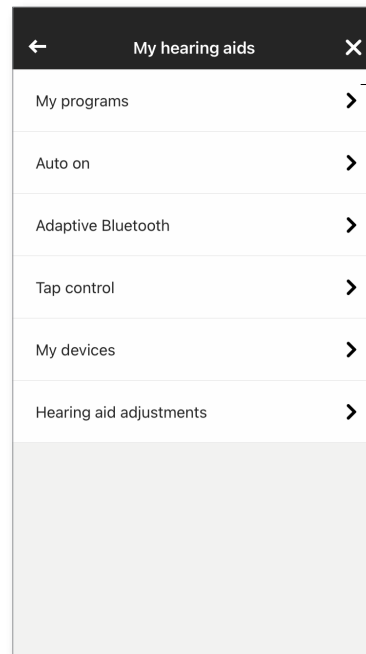 My hearing aids
My programs
Auto on
Adaptive Bluetooth
Tap control
My devices
Hearing aid adjustments